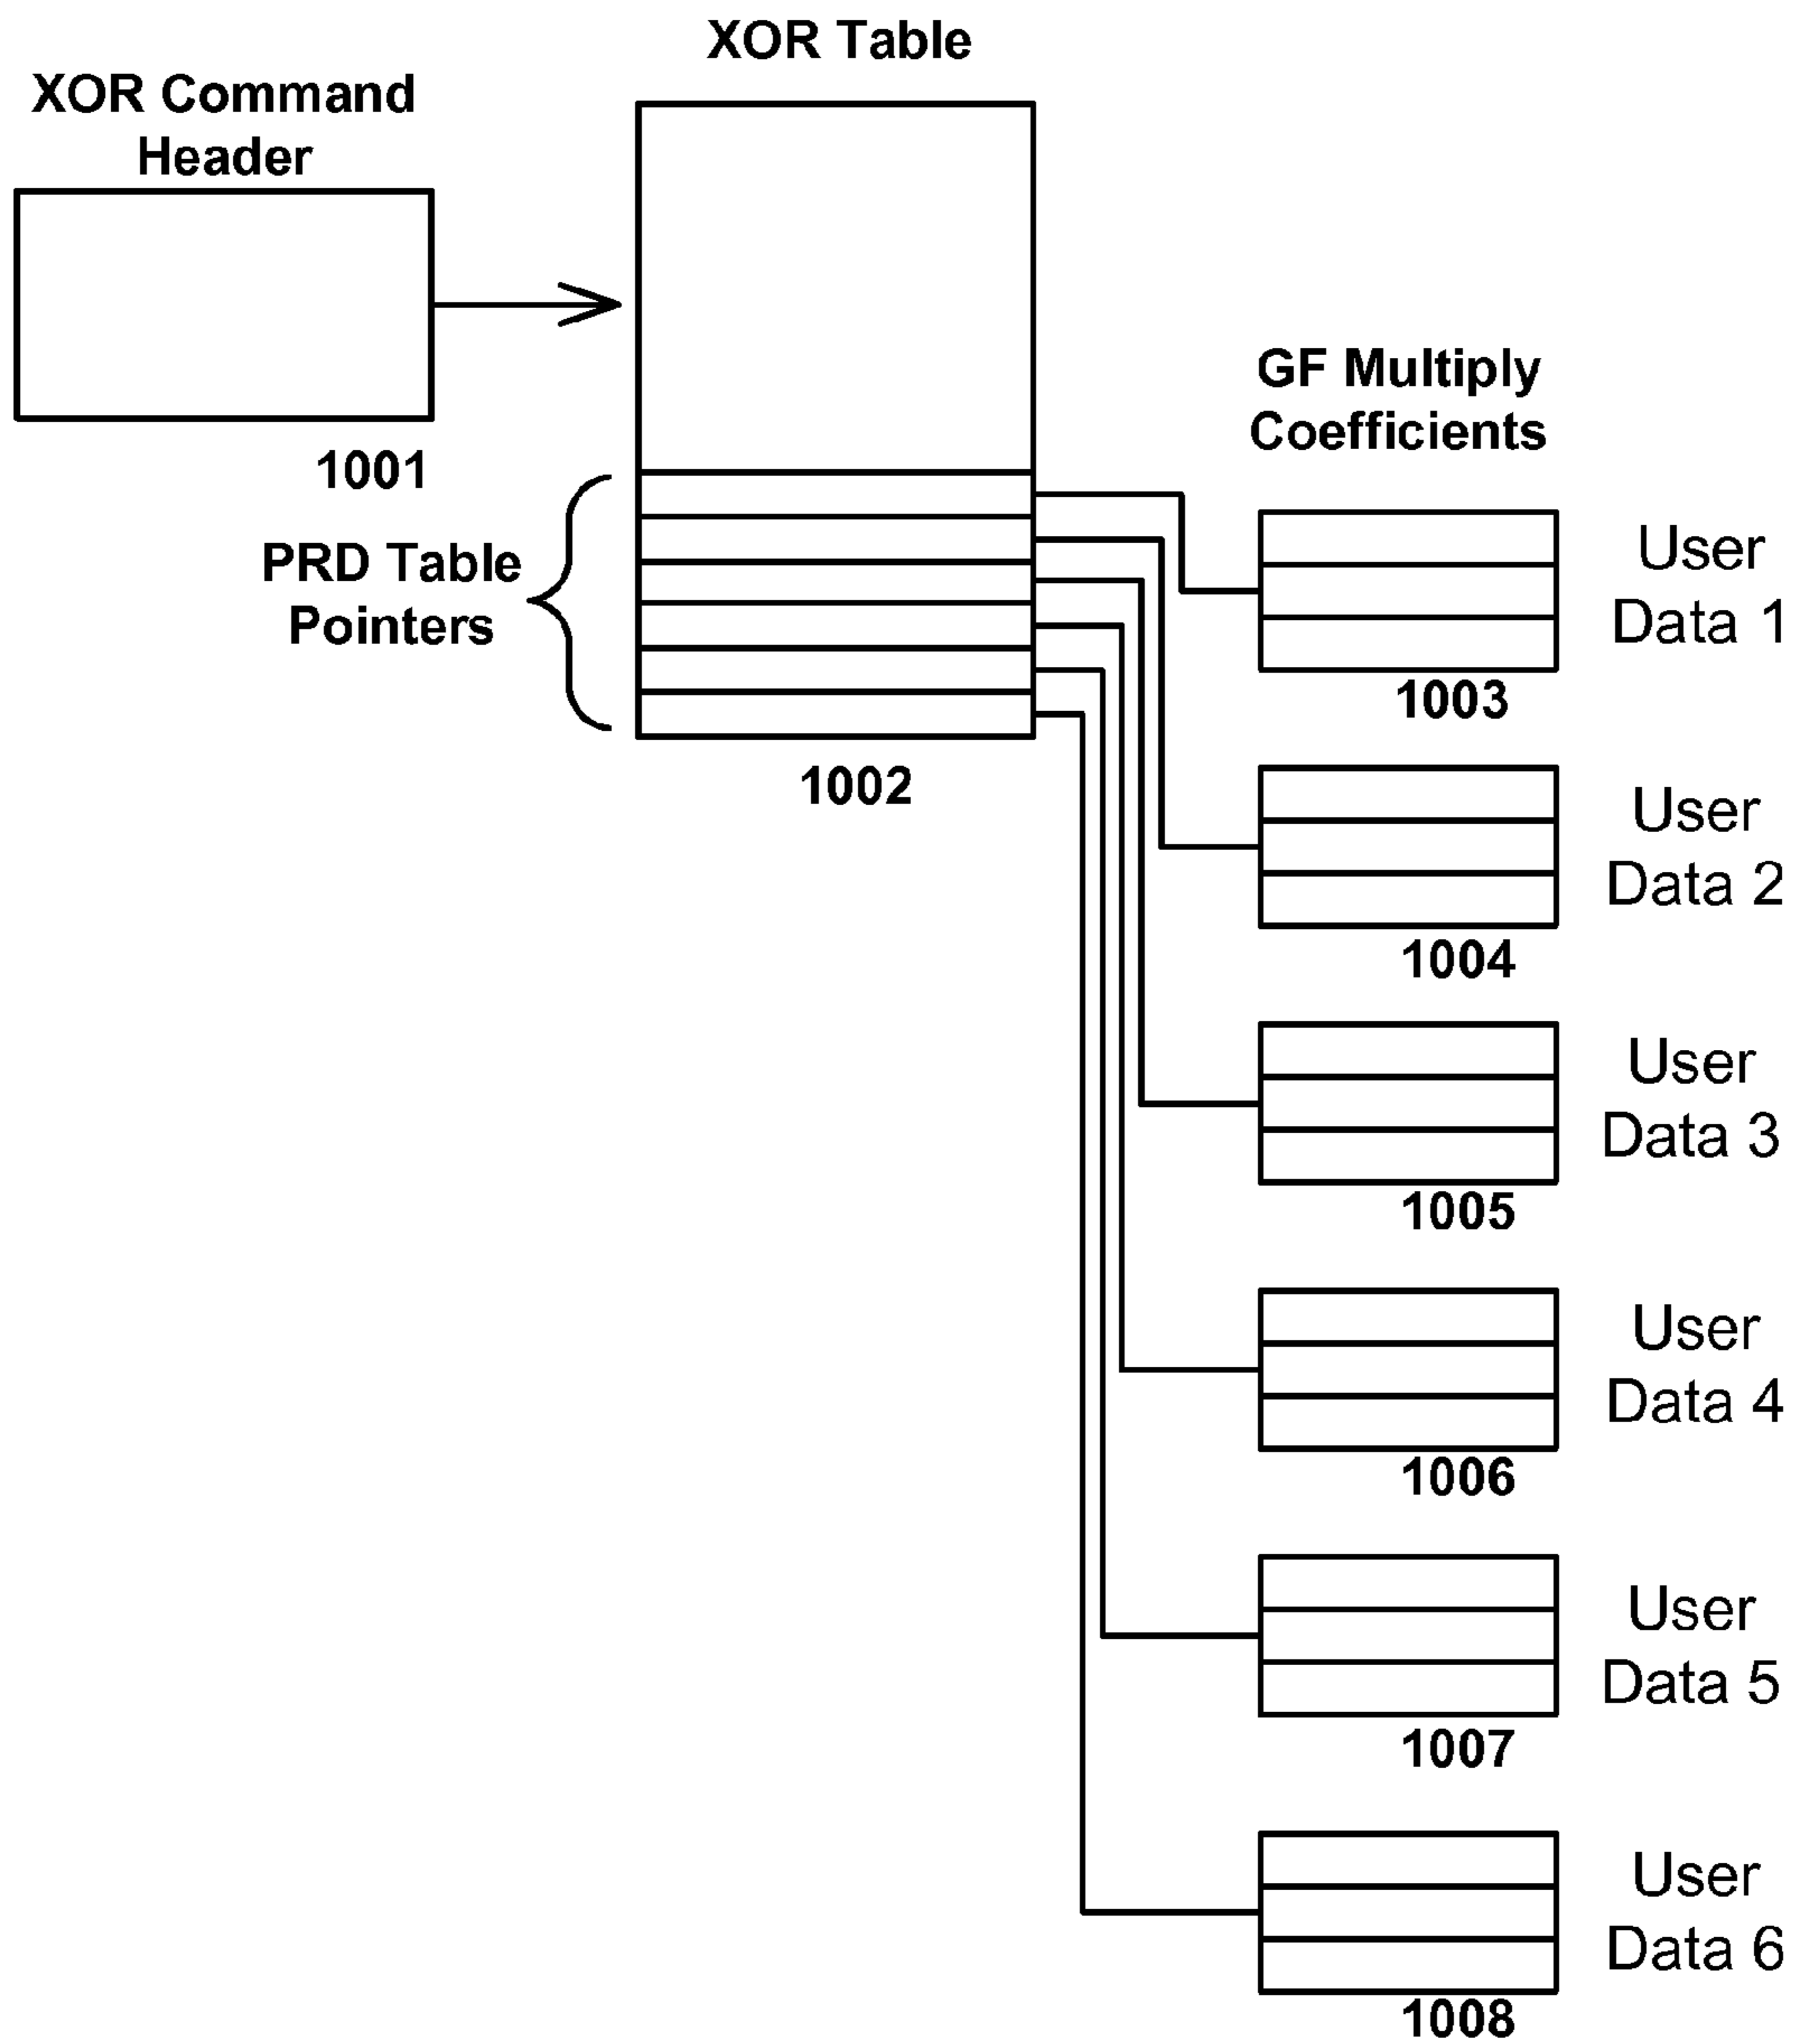 XOR Table
XOR Command
Header
1001
PRD Table
Pointers
1002
GF Multiply
Coefficients
User
Data 1
1003
User
Data 2
1004
User
Data 3
1005
User
Data 4
1006
User
Data 5
1007
User
Data 6
1008